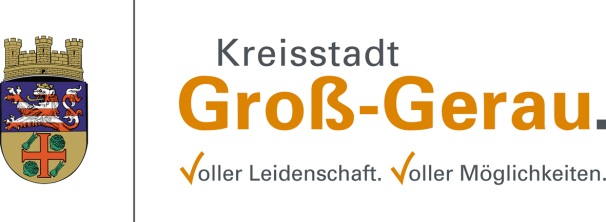 Kreisstadt
Groß-Gerau.
Voller Leidenschaft. Voller Möglichkeiten.